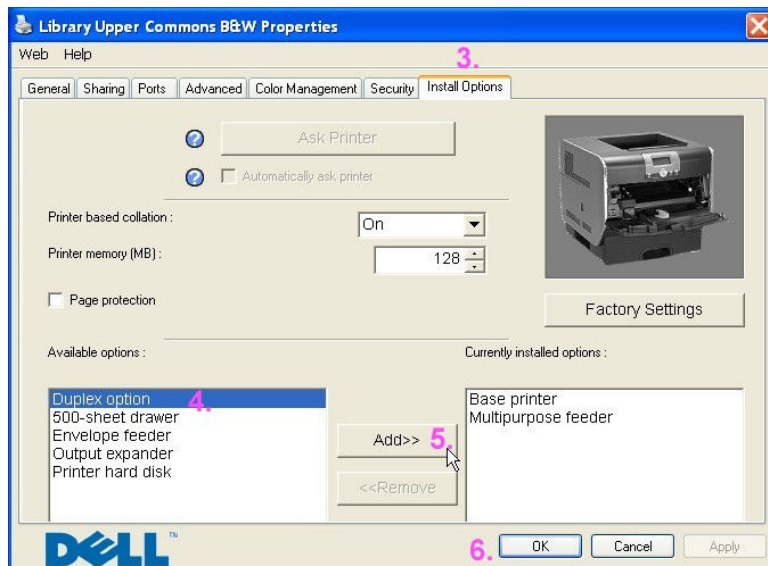 Library Upper Commons B&W Properties
Web Help
3.
General Sharing Ports Advanced Color Management Security Install Options
Ask Printer
Automatically ask printer
Printer based collation :
On
Printer memory (MB) :
128
Page protection
Factory Settings
Available options :
Currently installed options :
Duplex option 4.
500-sheet drawer
Envelope feeder
Output expander
Printer hard disk
Add>> 5.
<<Remove
Base printer
Multipurpose feeder
DELL™
6. OK Cancel Apply